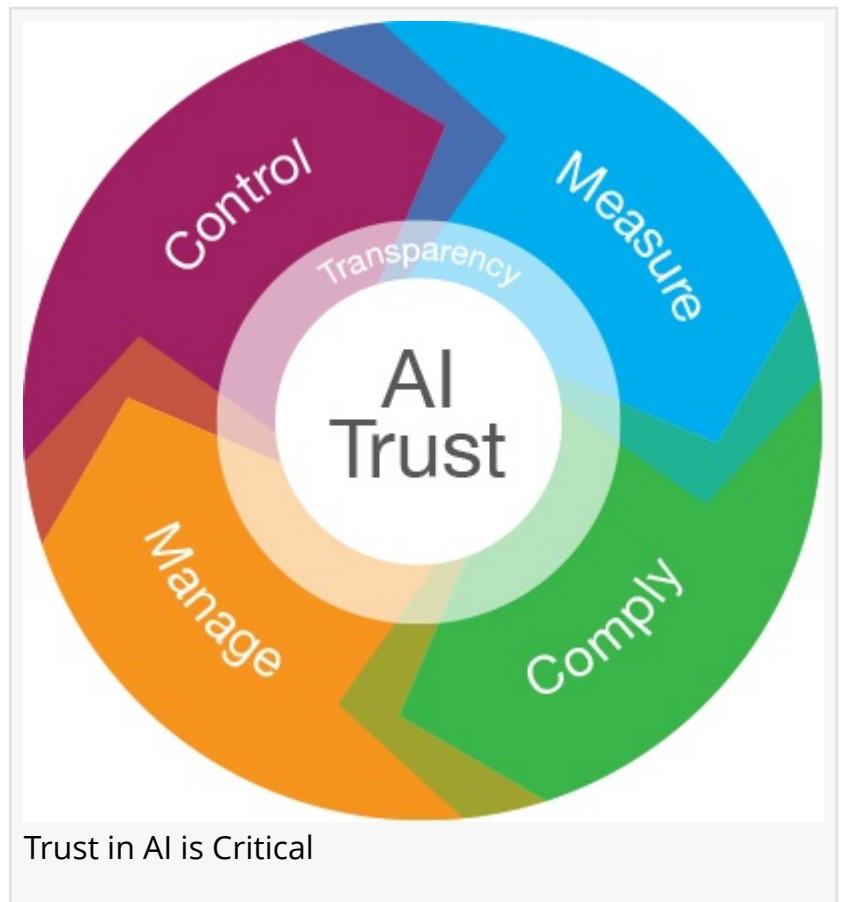 Control
Measure
Transparency
AI
Trust
Manage
Comply
Trust in AI is Critical